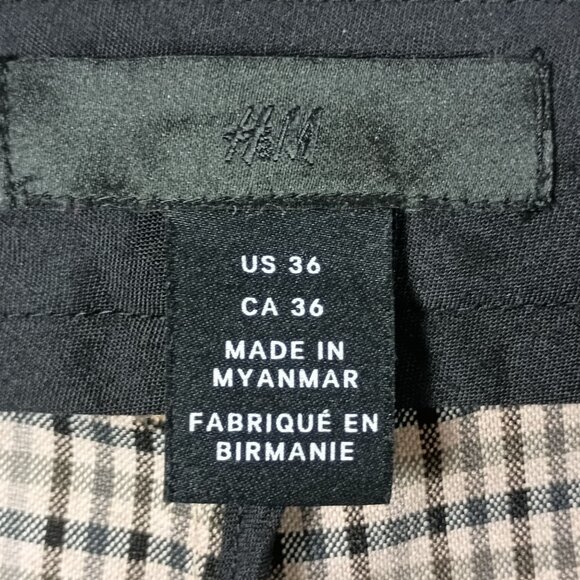 H&M
US 36
CA 36
MADE IN
MYANMAR
FABRIQUÉ EN
BIRMANIE